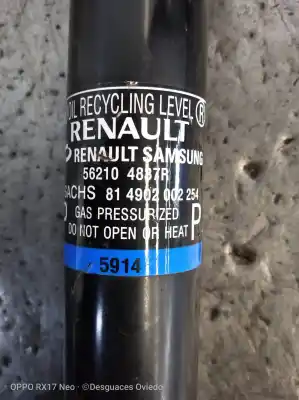 OIL RECYCLING LEVEL R
RENAULT
RENAULT SAMSUNG
56210 4837R
SACHS 81 4902 002 254
GAS PRESSURIZED P
DO NOT OPEN OR HEAT
5914
OPPO RX17 Neo · ©Desguaces Oviedo